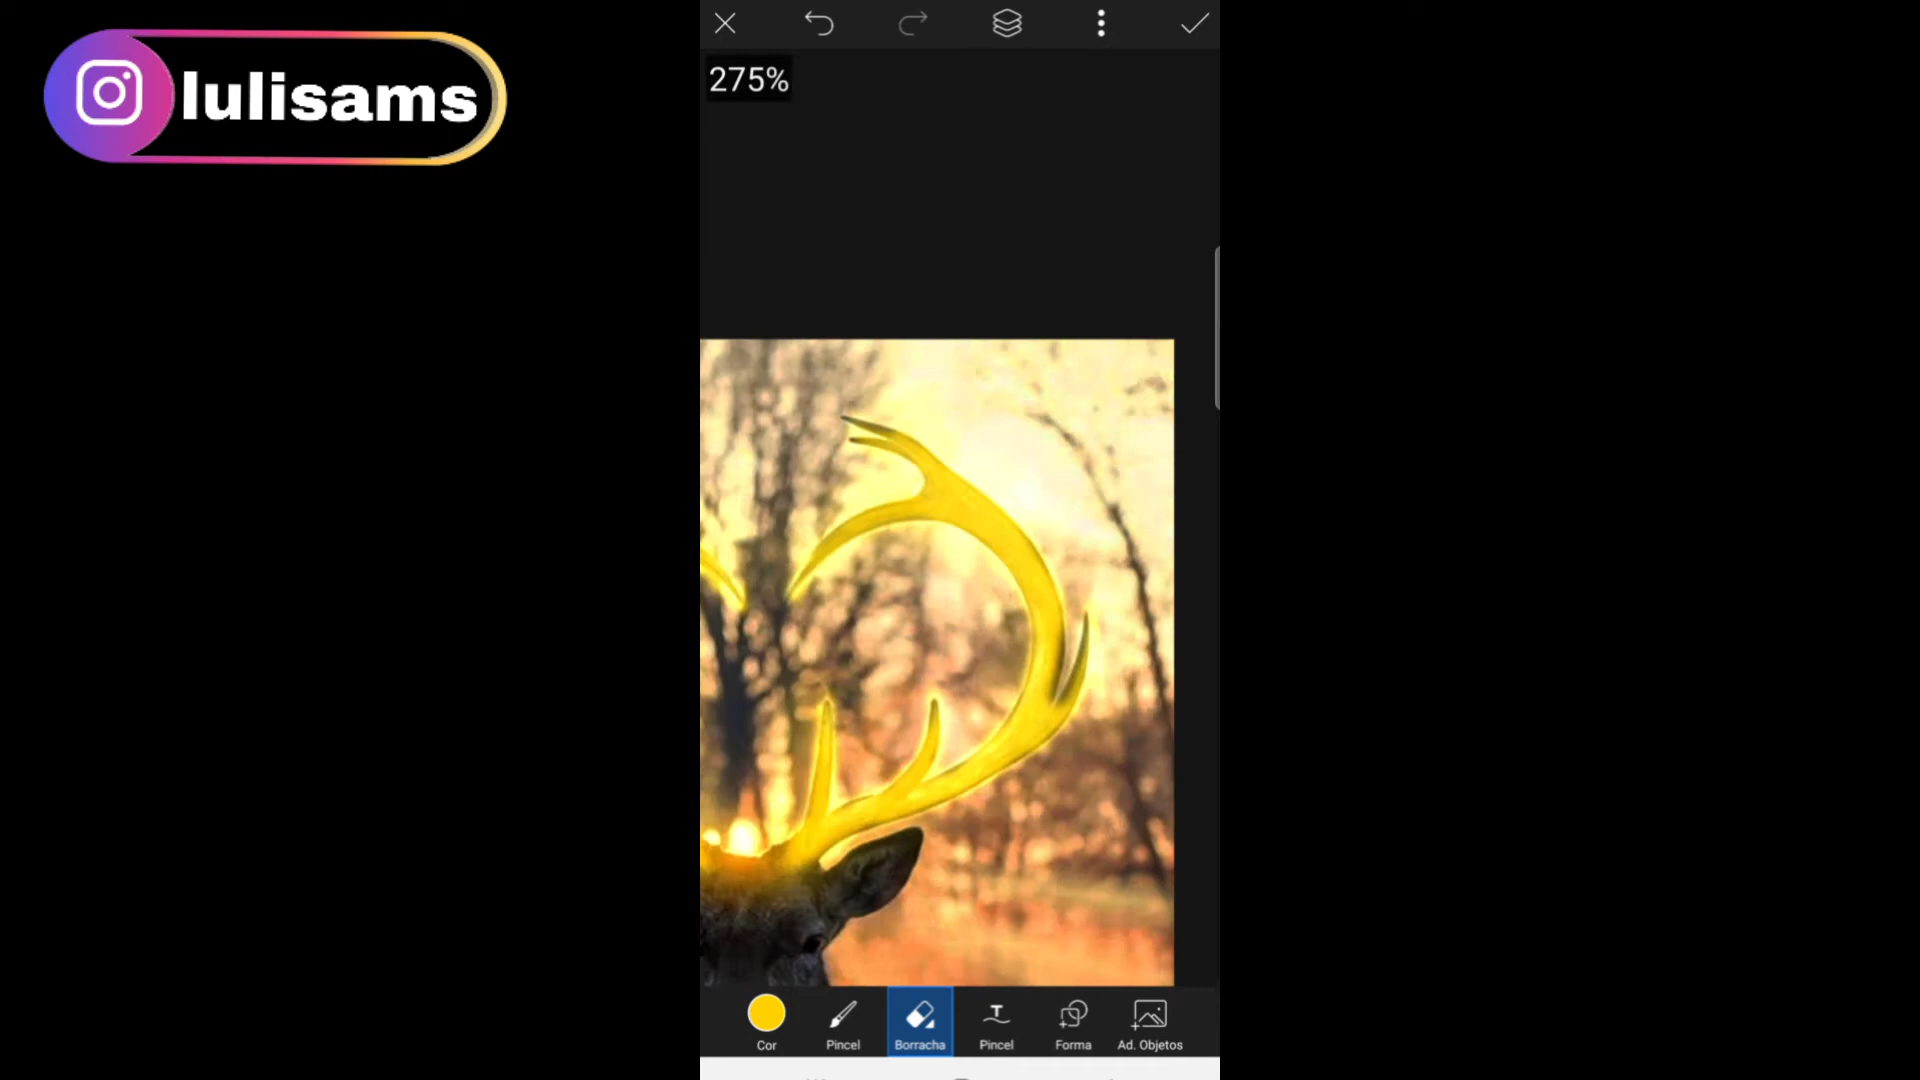 lulisams
275%
Cor
Pincel
Borracha
Pincel
Forma
Ad. Objetos